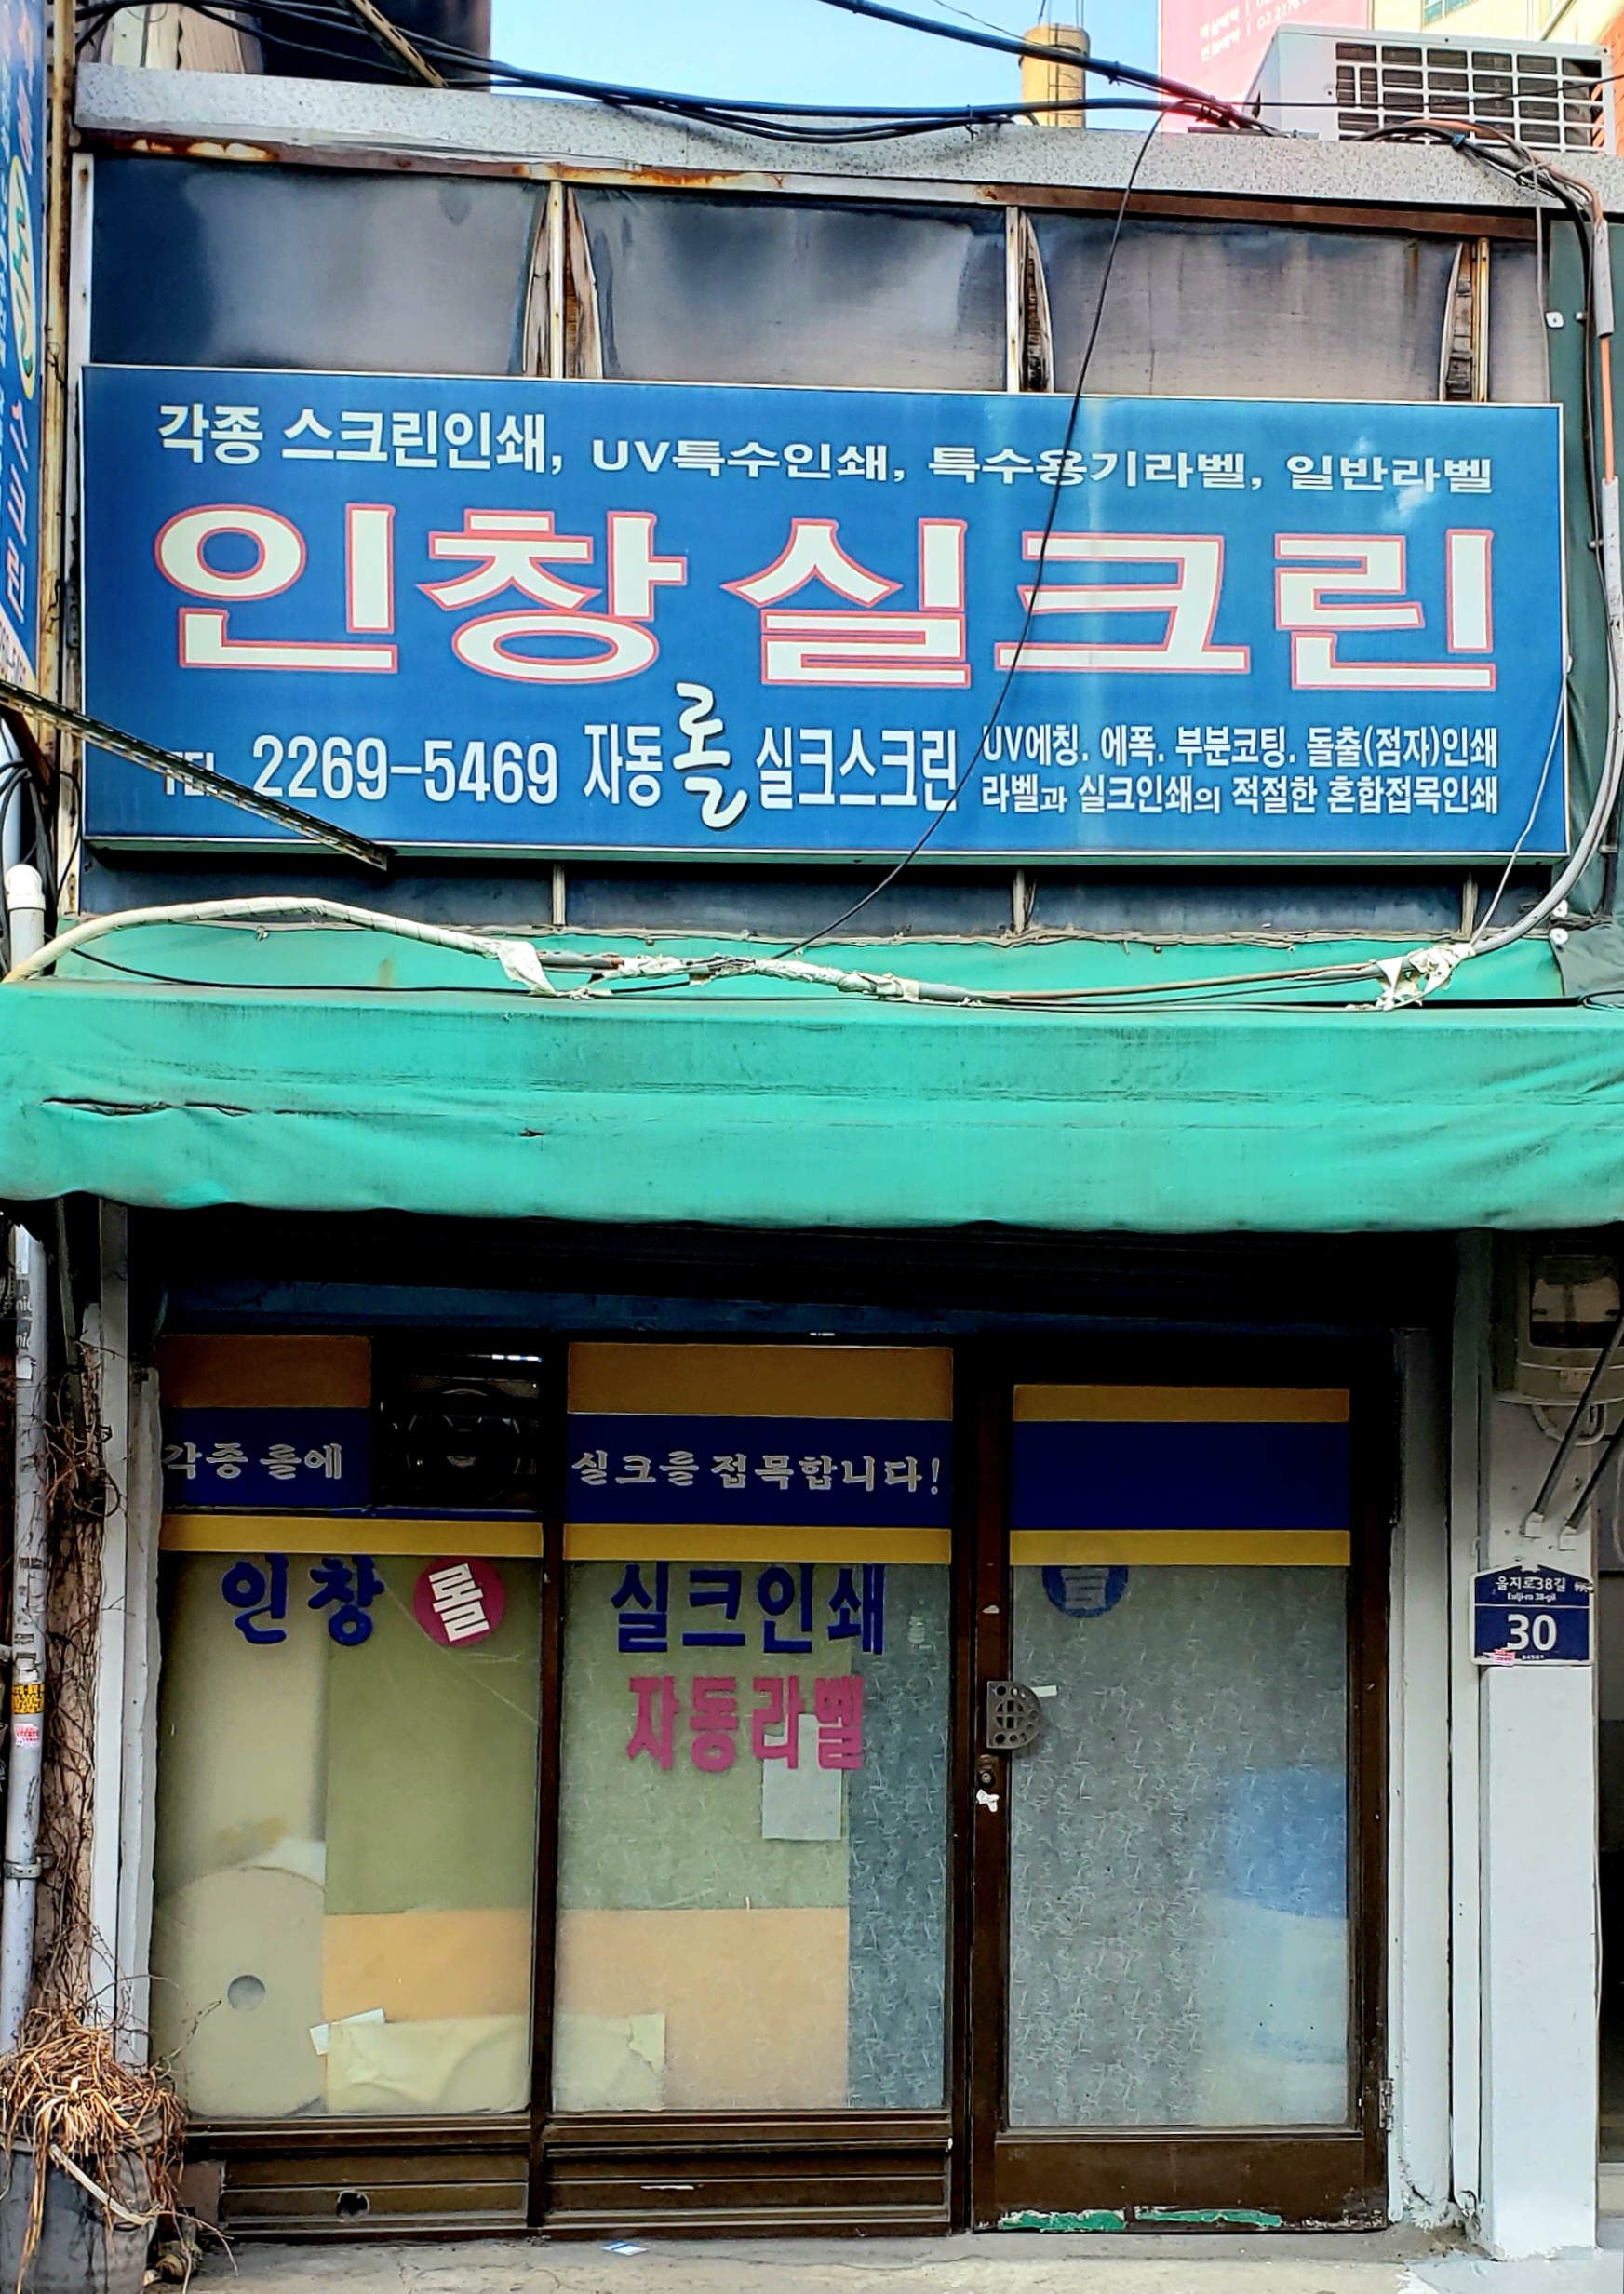 각종 스크린인쇄, UV특수인쇄, 특수용기라벨, 일반라벨
인창실크린
TEL 2269-5469 자동롤 실크스크린
UV에칭. 에폭. 부분코팅. 돌출(점자)인쇄
라벨과 실크인쇄의 적절한 혼합접목인쇄
각종 롤에 실크를 접목합니다!
인창 롤 실크인쇄
자동라벨
을지로38길
Eulji-ro 38-gil
30
04561